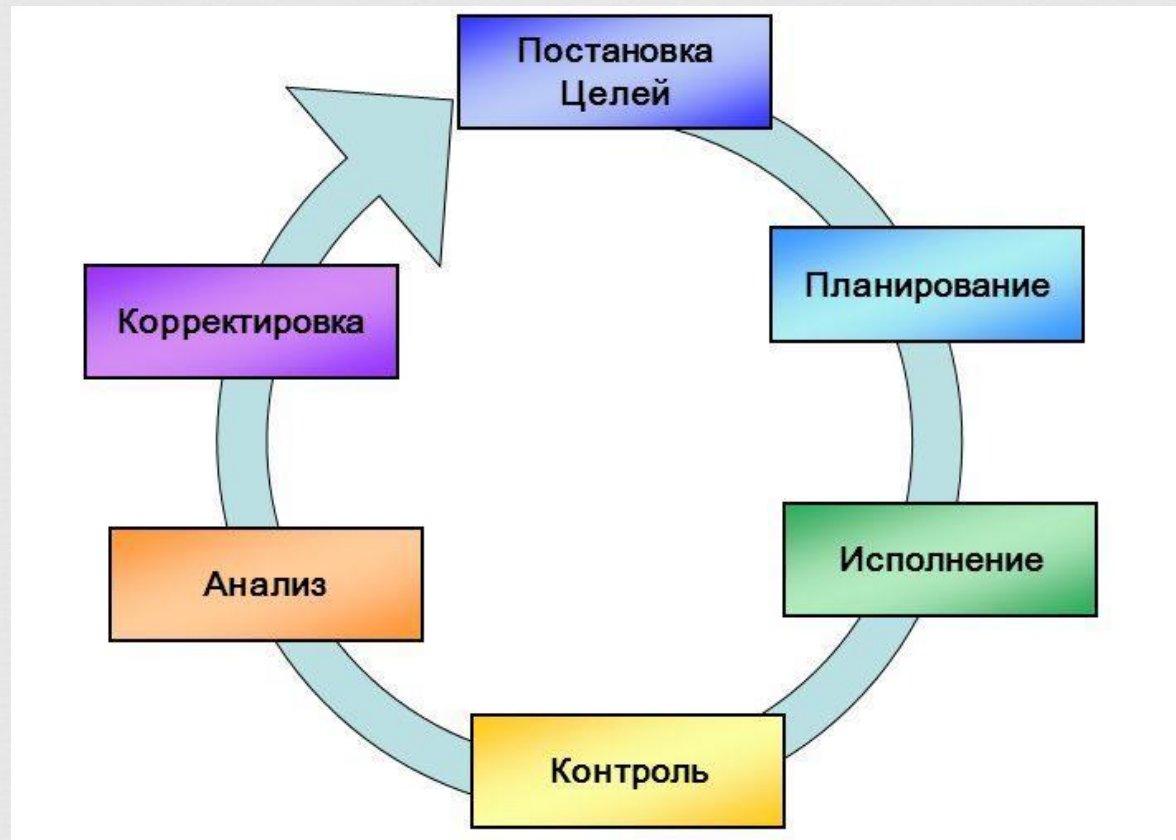 Постановка
Целей
Планирование
Исполнение
Контроль
Анализ
Корректировка